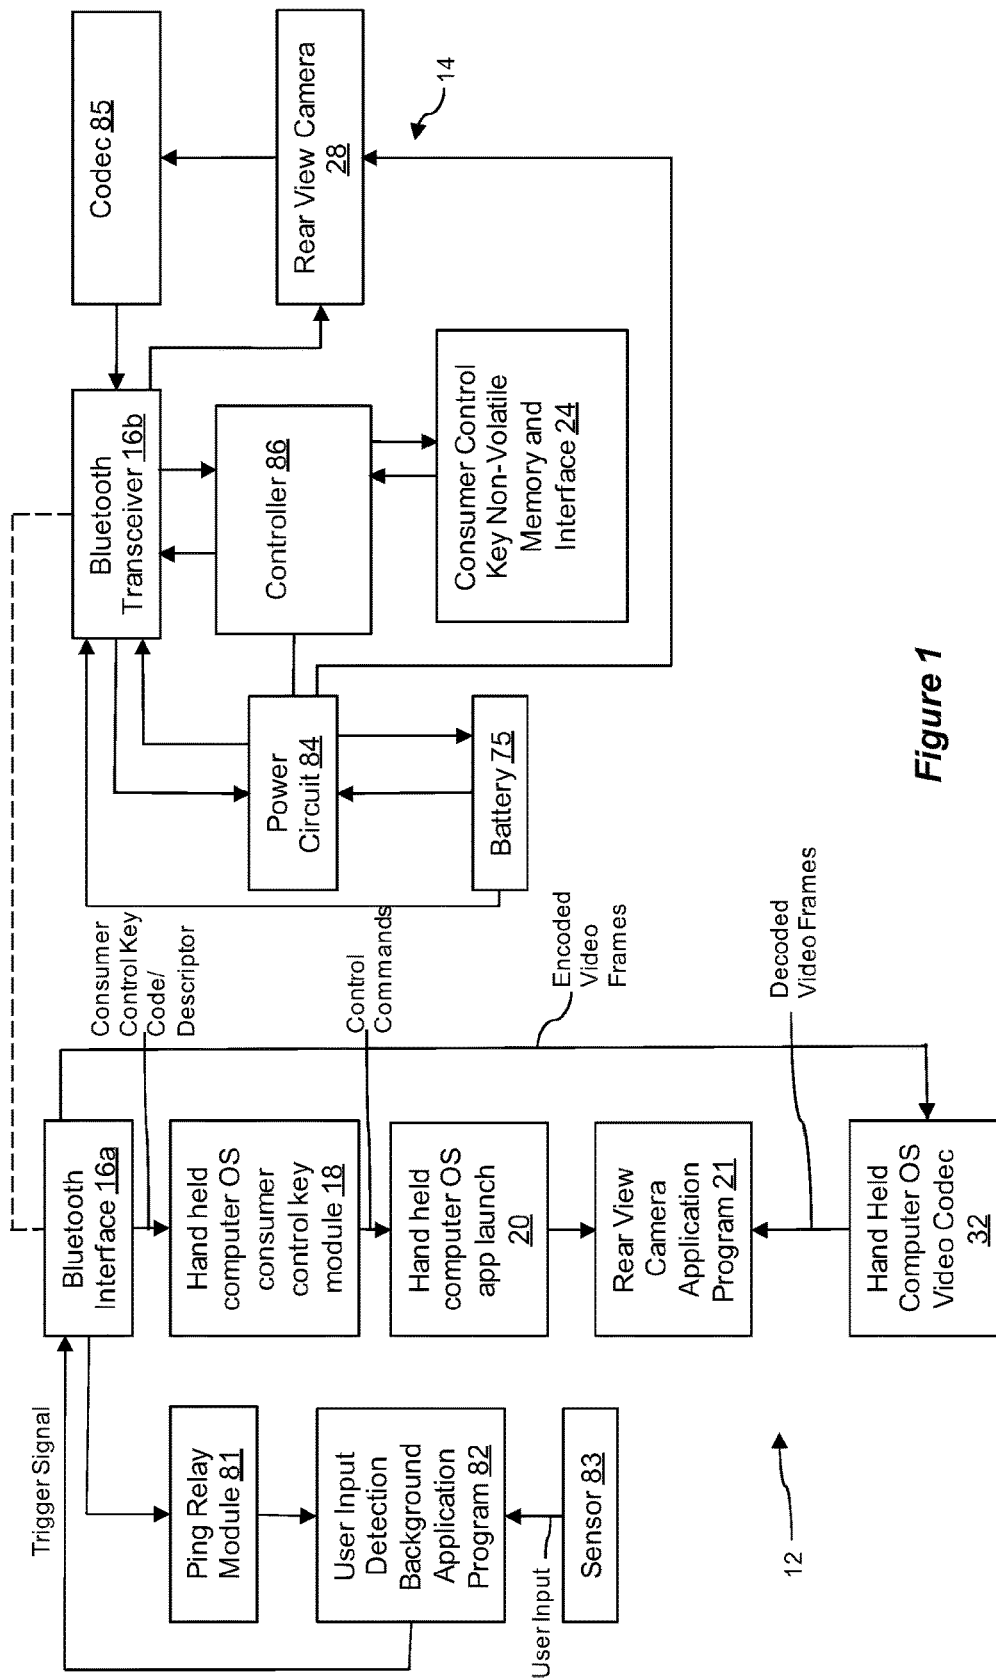 Trigger Signal
Ping Relay
Module 81
User Input
Detection
Background
Application
Program 82
User Input
Sensor 83
12
Bluetooth
Interface 16a
Hand held
computer OS
consumer
control key
module 18
Hand held
computer OS
app launch
20
Rear View
Camera
Application
Program 21
Hand Held
Computer OS
Video Codec
32
Consumer
Control Key
Code/
Descriptor
Control
Commands
Encoded
Video
Frames
Decoded
Video Frames
Bluetooth
Transceiver 16b
Codec 85
Power
Circuit 84
Controller 86
Rear View Camera
28
14
Battery 75
Consumer Control
Key Non-Volatile
Memory and
Interface 24
Figure 1